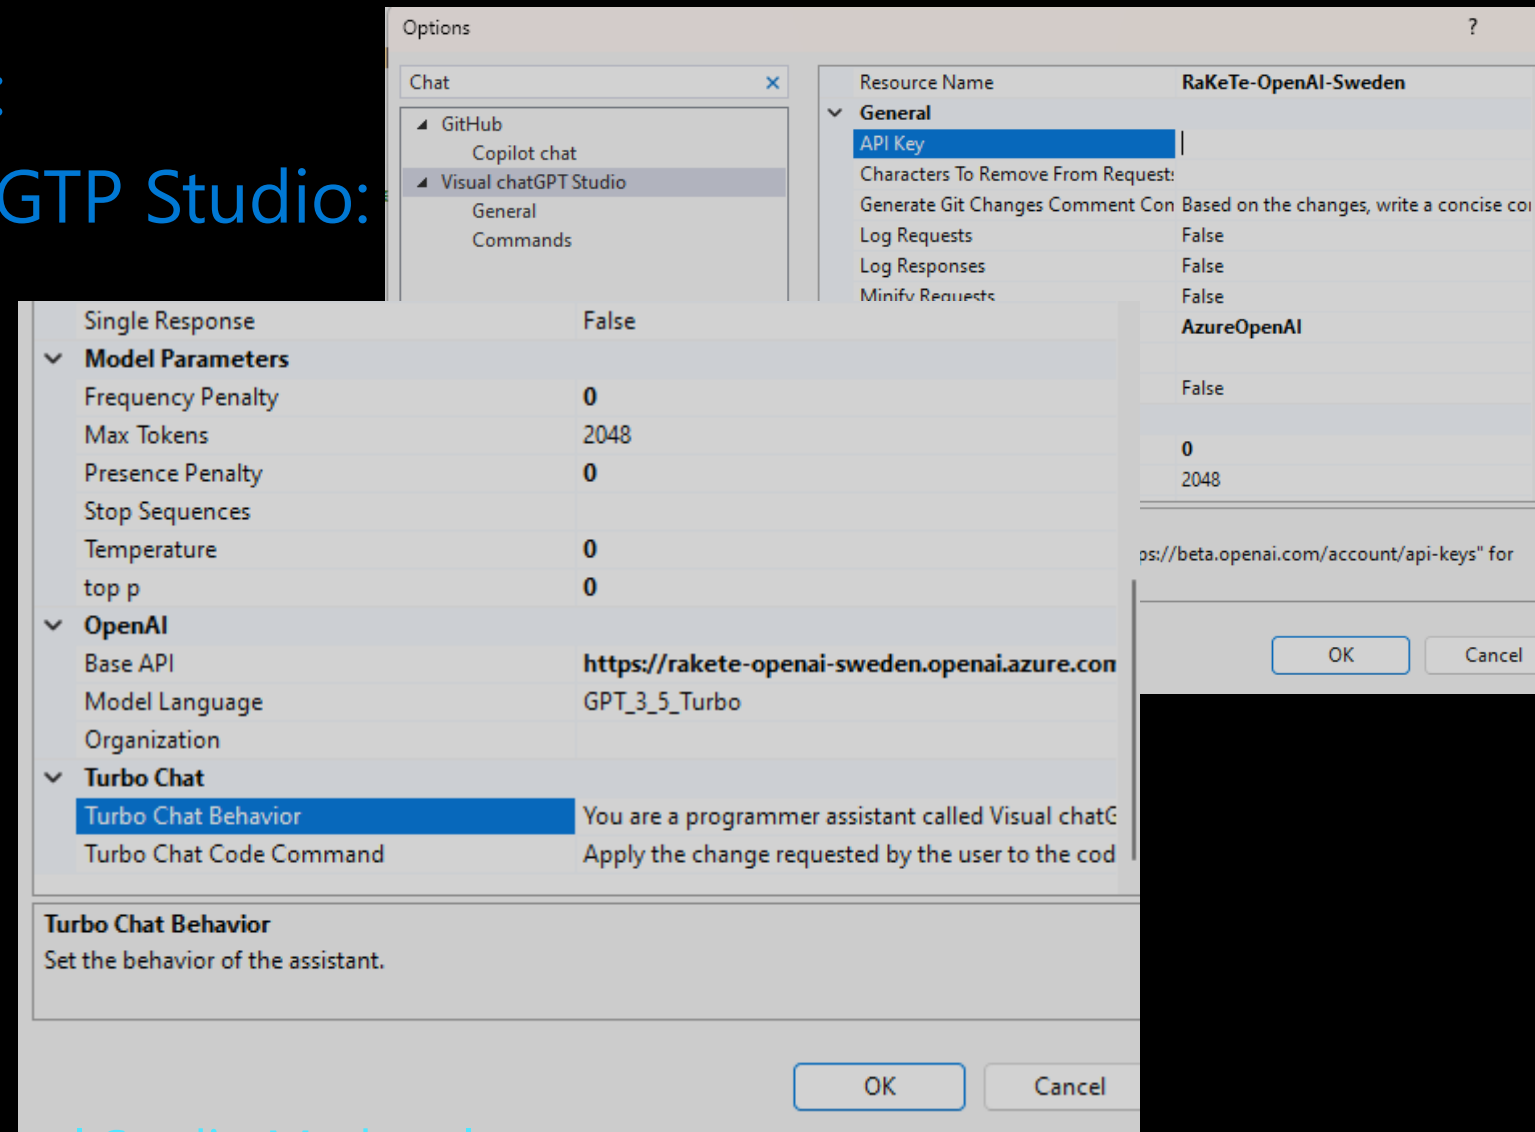 GTP Studio:
Options
?
Chat
GitHub
Copilot chat
Visual chatGPT Studio
General
Commands
Resource Name RaKeTe-OpenAI-Sweden
General
API Key
Characters To Remove From Requests
Generate Git Changes Comment Con Based on the changes, write a concise co
Log Requests False
Log Responses False
Minify Requests False
AzureOpenAI
False
0
2048
ps://beta.openai.com/account/api-keys" for
OK Cancel
Single Response False
Model Parameters
Frequency Penalty 0
Max Tokens 2048
Presence Penalty 0
Stop Sequences
Temperature 0
top p 0
OpenAI
Base API https://rakete-openai-sweden.openai.azure.com
Model Language GPT_3_5_Turbo
Organization
Turbo Chat
Turbo Chat Behavior You are a programmer assistant called Visual chatG
Turbo Chat Code Command Apply the change requested by the user to the cod
Turbo Chat Behavior
Set the behavior of the assistant.
OK Cancel